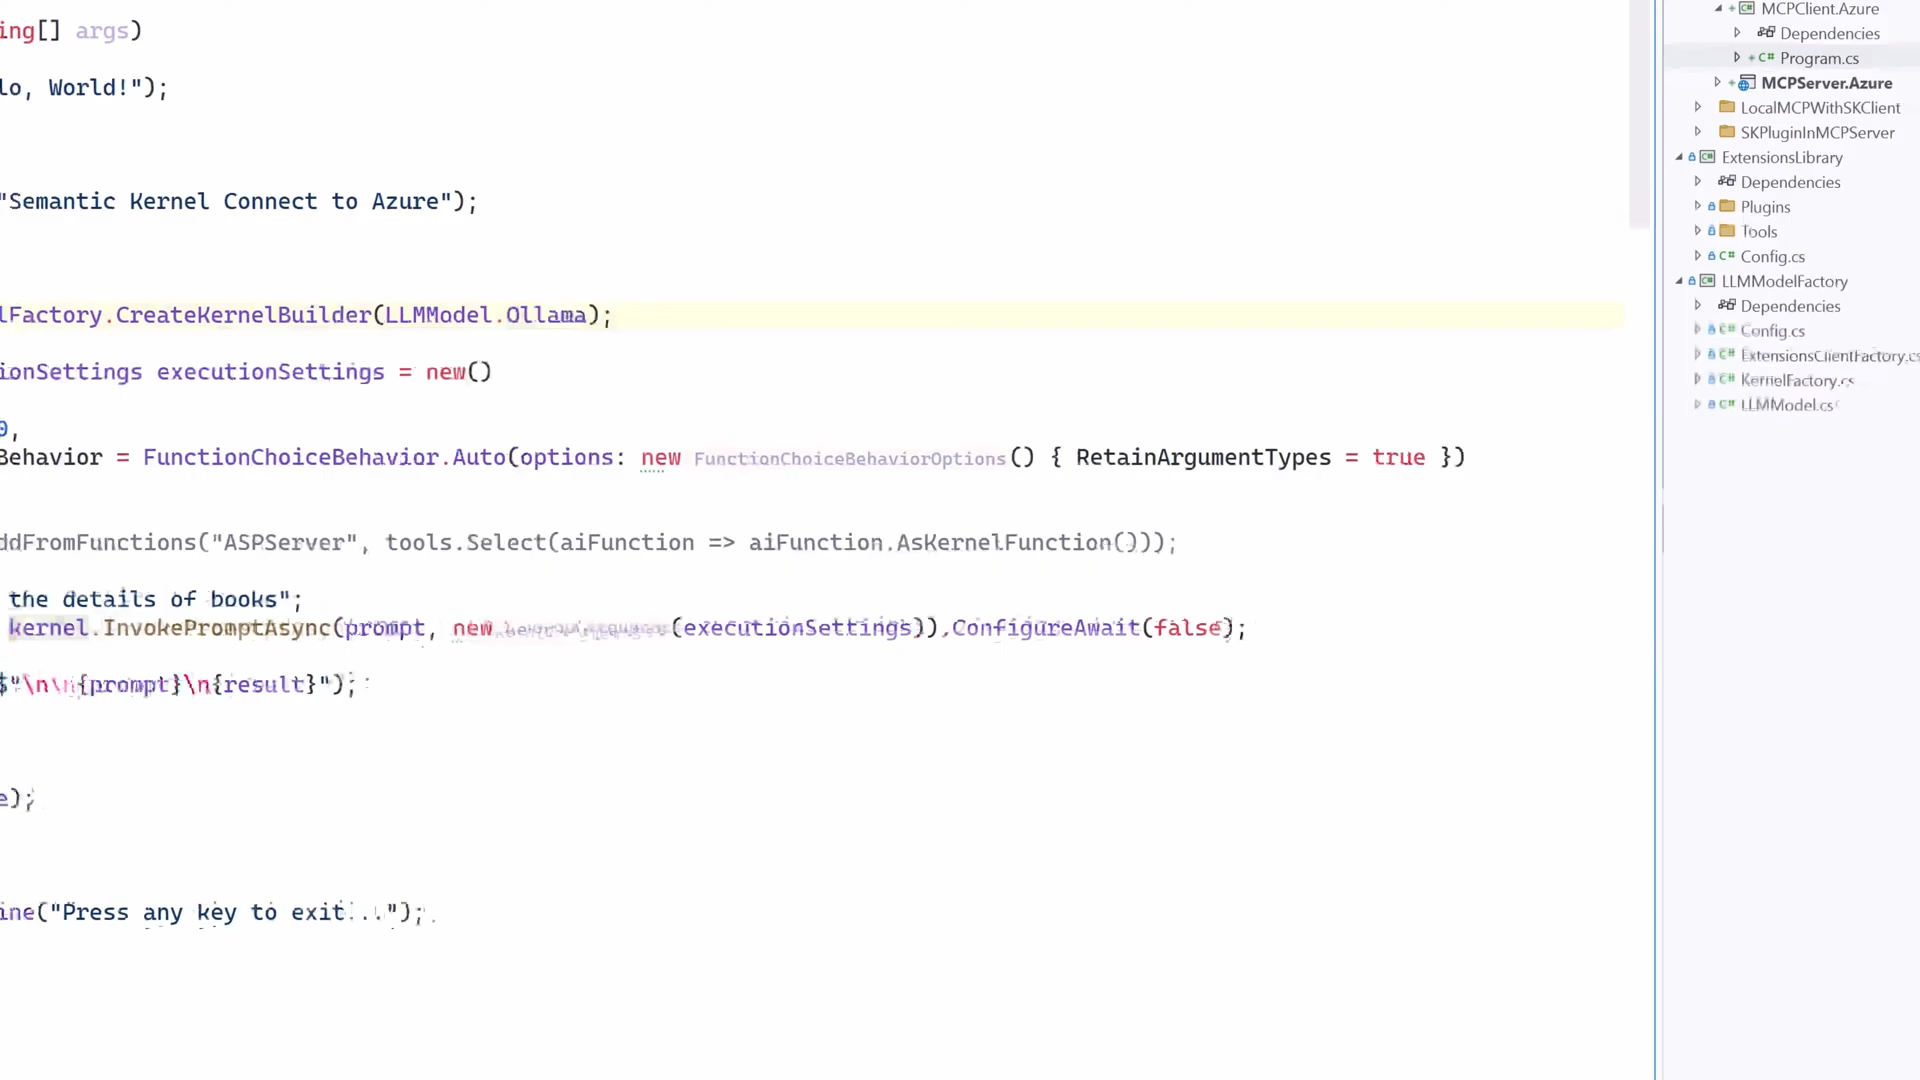 ing[] args)
lo, World!");
"Semantic Kernel Connect to Azure");
lFactory.CreateKernelBuilder(LLMModel.Ollama);
ionSettings executionSettings = new()
0,
Behavior = FunctionChoiceBehavior.Auto(options: new FunctionChoiceBehaviorOptions() { RetainArgumentTypes = true })
ddFromFunctions("ASPServer", tools.Select(aiFunction => aiFunction.AsKernelFunction()));
the details of books";
kernel.InvokePromptAsync(prompt, new (executionSettings)).ConfigureAwait(false);
$"\n\n{prompt}\n{result}");
e);
ine("Press any key to exit...");
MCPClient.Azure
Dependencies
C# Program.cs
MCPServer.Azure
LocalMCPWithSKClient
SKPluginInMCPServer
ExtensionsLibrary
Dependencies
Plugins
Tools
C# Config.cs
LLMModelFactory
Dependencies
C# Config.cs
C# ExtensionsClientFactory.cs
C# KernelFactory.cs
C# LLMModel.cs